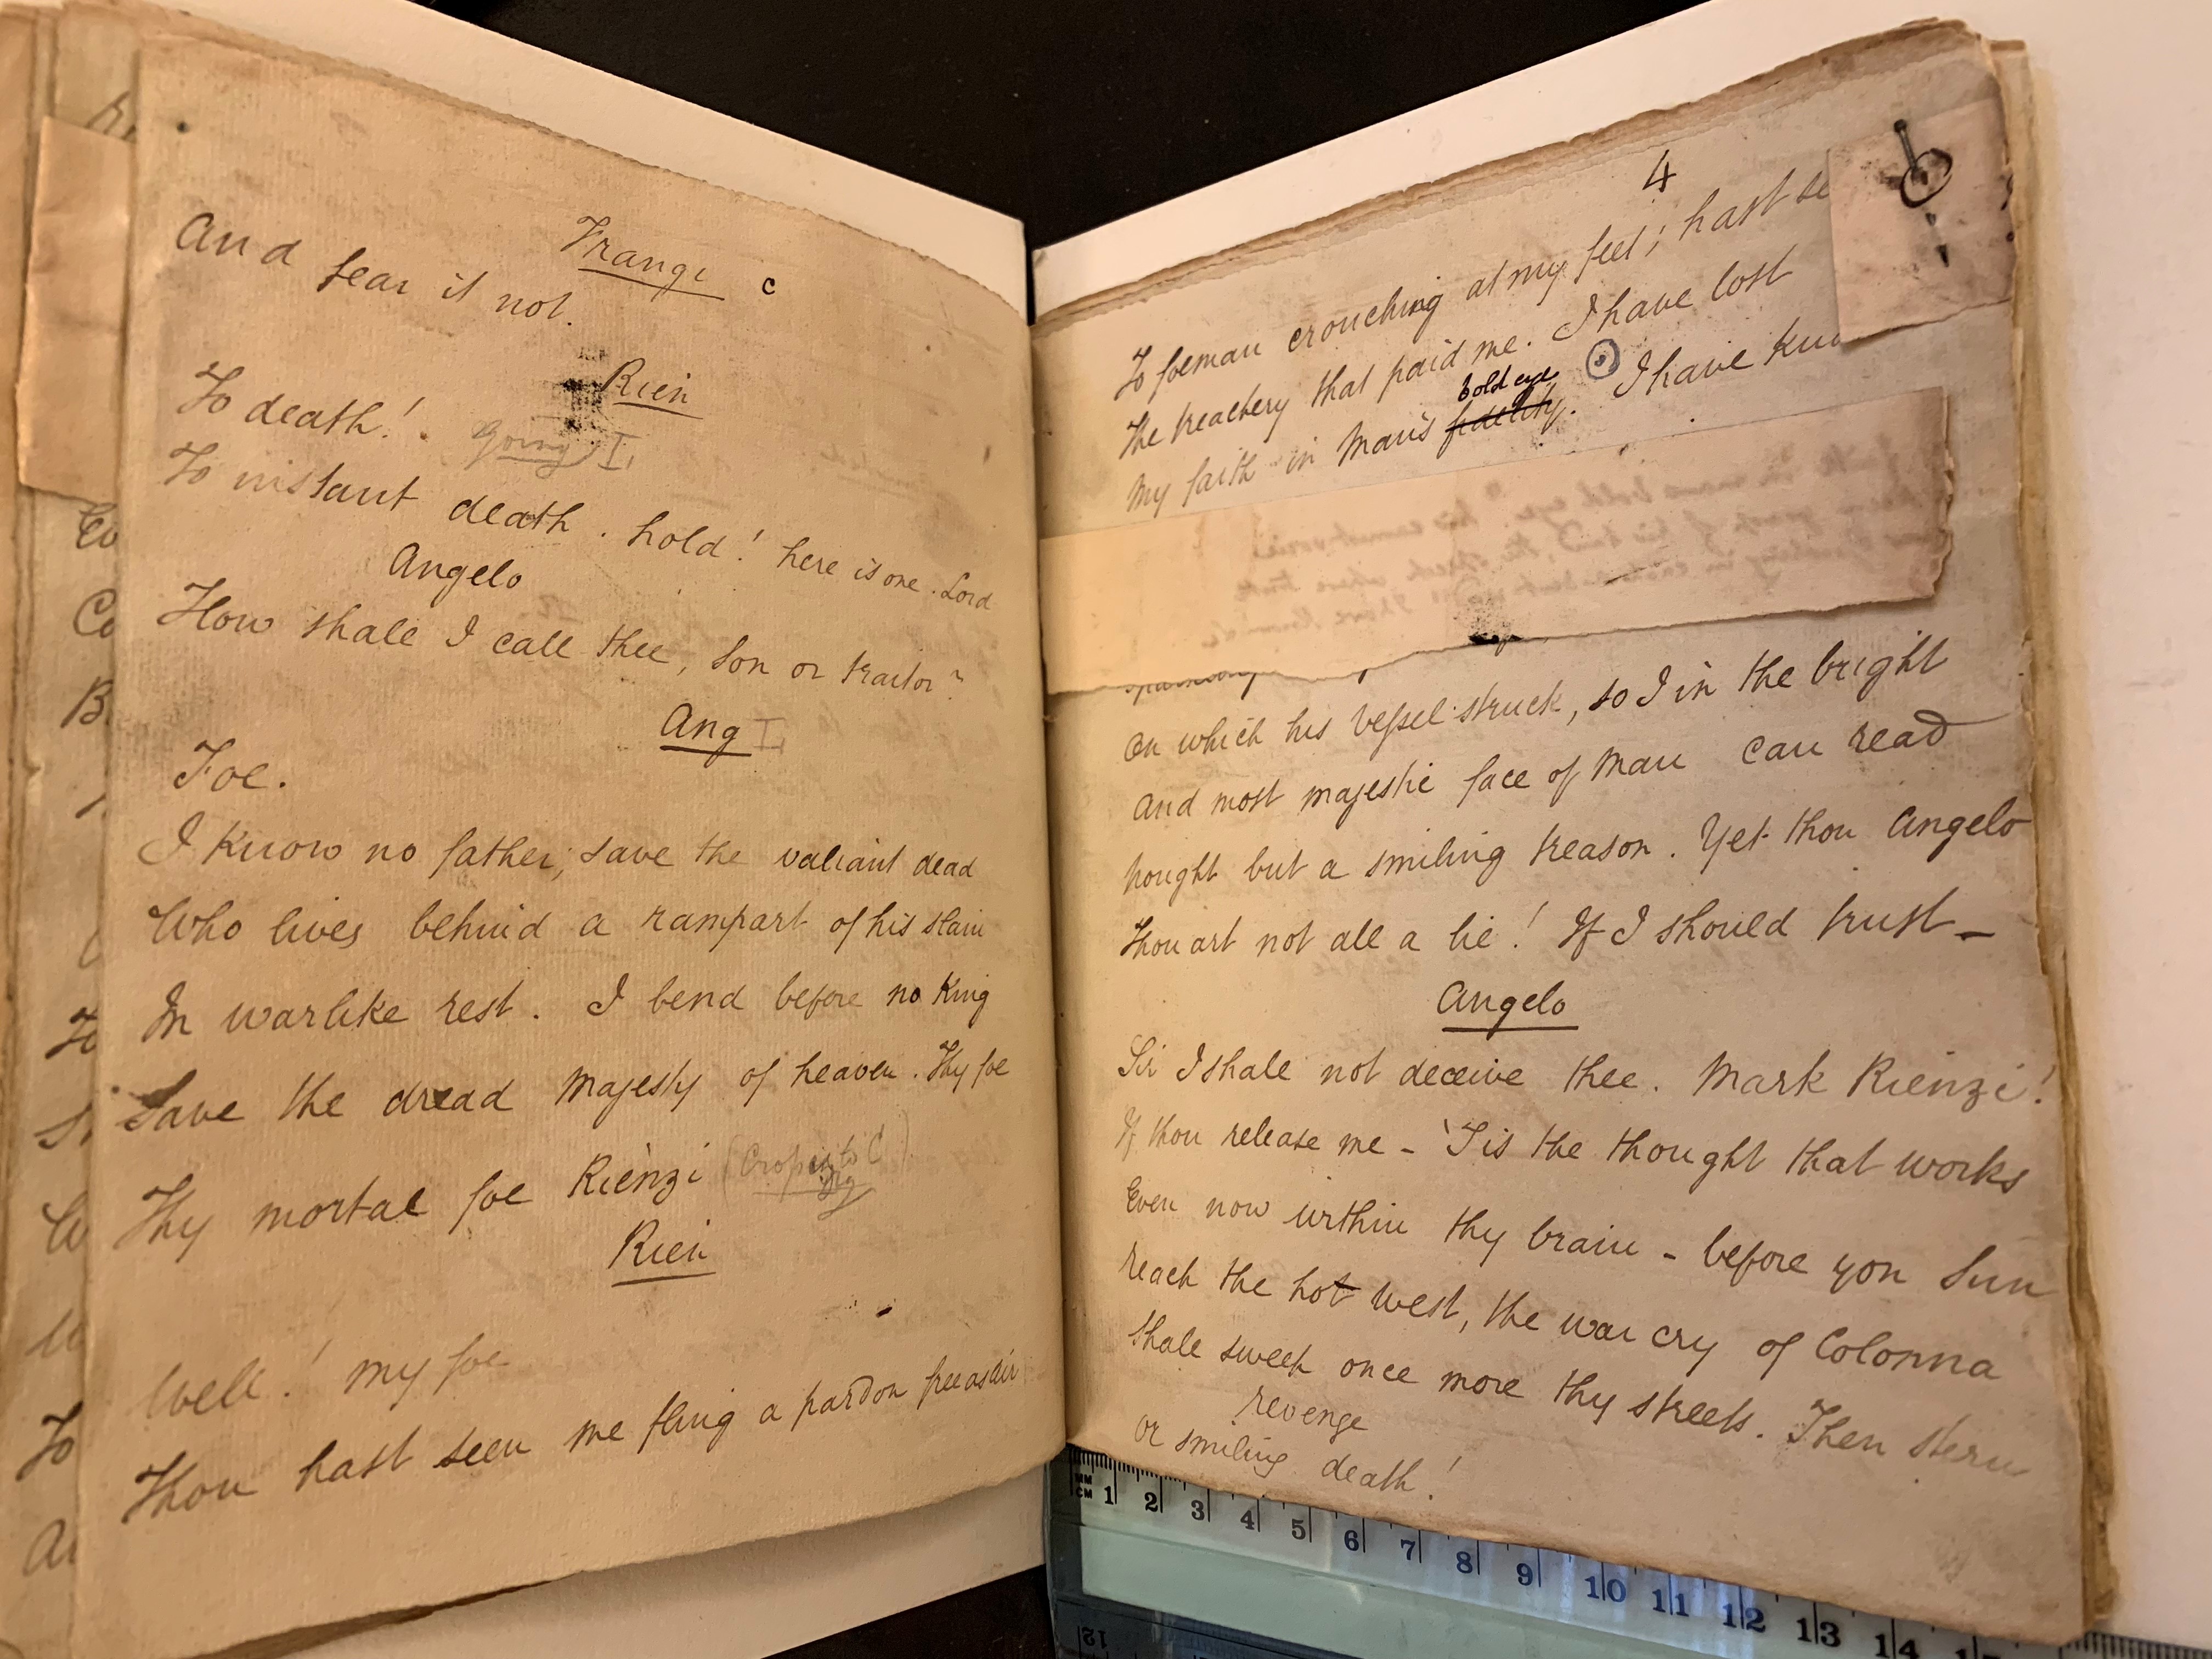 Frangi c
And fear it not.
Rien
To death!
Going I,
To instant death. hold! here is one. Lord
Angelo
How shall I call thee, son or traitor?
Ang I,
Foe.
I know no father, save the valiant dead
Who lives behind a rampart of his slain
In warlike rest. I bend before no King
Save the dread Majesty of heaven. Thy foe
Thy mortal foe Rienzi
Rien
Well! my foe
Thou hast seen me fling a pardon free as air
4
To foeman crouching at my feet; hast se
The treachery that paid me. I have lost
bold eye
My faith in Man's fidelity. I have kno
On which his Vessel struck, so I in the bright
And most majestic face of Man can read
Nought but a smiling treason. Yet thou Angelo
Thou art not all a lie! If I should trust –
Angelo
Sir I shall not deceive thee. Mark Rienzi!
If thou release me – 'Tis the thought that works
Even now within thy brain – before yon Sun
Reach the hot West, the war cry of Colonna
Shall sweep once more thy streets. Then stern
revenge
Or smiling death!
MM
CM 1 2 3 4 5 6 7 8 9 10 11 12 13 14
12